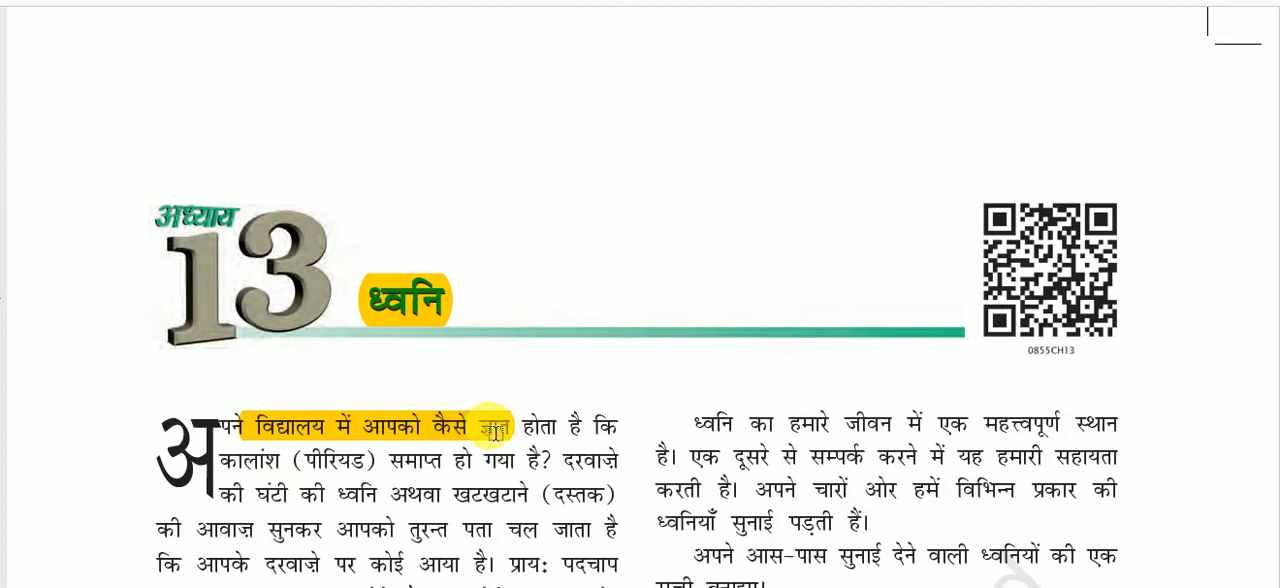 अध्याय
13
ध्वनि
0855CH13
अपने विद्यालय में आपको कैसे ज्ञात होता है कि
कालांश (पीरियड) समाप्त हो गया है? दरवाज़े
की घंटी की ध्वनि अथवा खटखटाने (दस्तक)
की आवाज़ सुनकर आपको तुरन्त पता चल जाता है
कि आपके दरवाज़े पर कोई आया है। प्राय: पदचाप
ध्वनि का हमारे जीवन में एक महत्त्वपूर्ण स्थान
है। एक दूसरे से सम्पर्क करने में यह हमारी सहायता
करती है। अपने चारों ओर हमें विभिन्न प्रकार की
ध्वनियाँ सुनाई पड़ती हैं।
अपने आस-पास सुनाई देने वाली ध्वनियों की एक